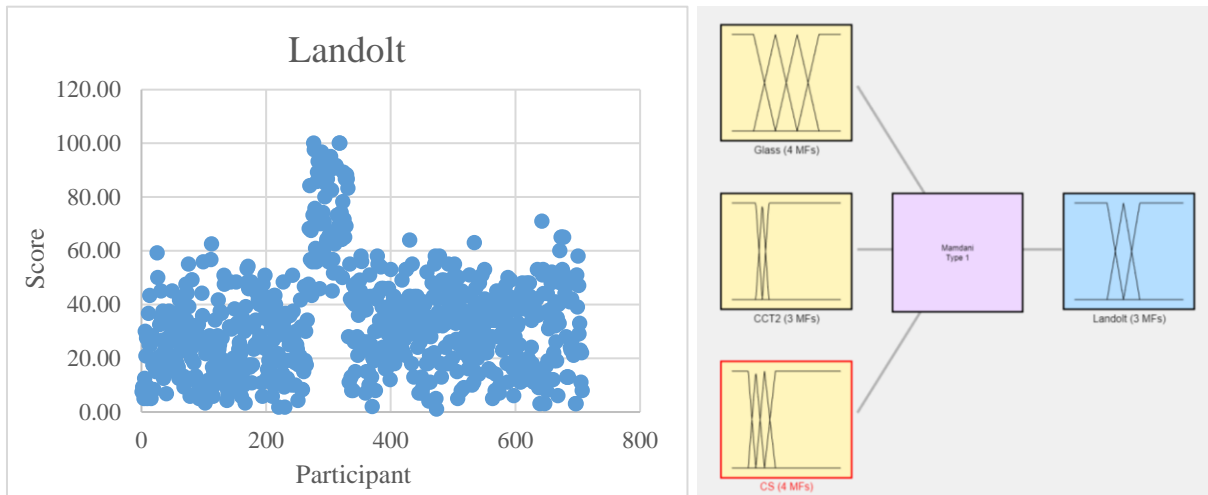 Landolt
Score
120.00
100.00
80.00
60.00
40.00
20.00
0.00
0 200 400 600 800
Participant
Glass (4 MFs)
CCT2 (3 MFs)
CS (4 MFs)
Mamdani
Type 1
Landolt (3 MFs)